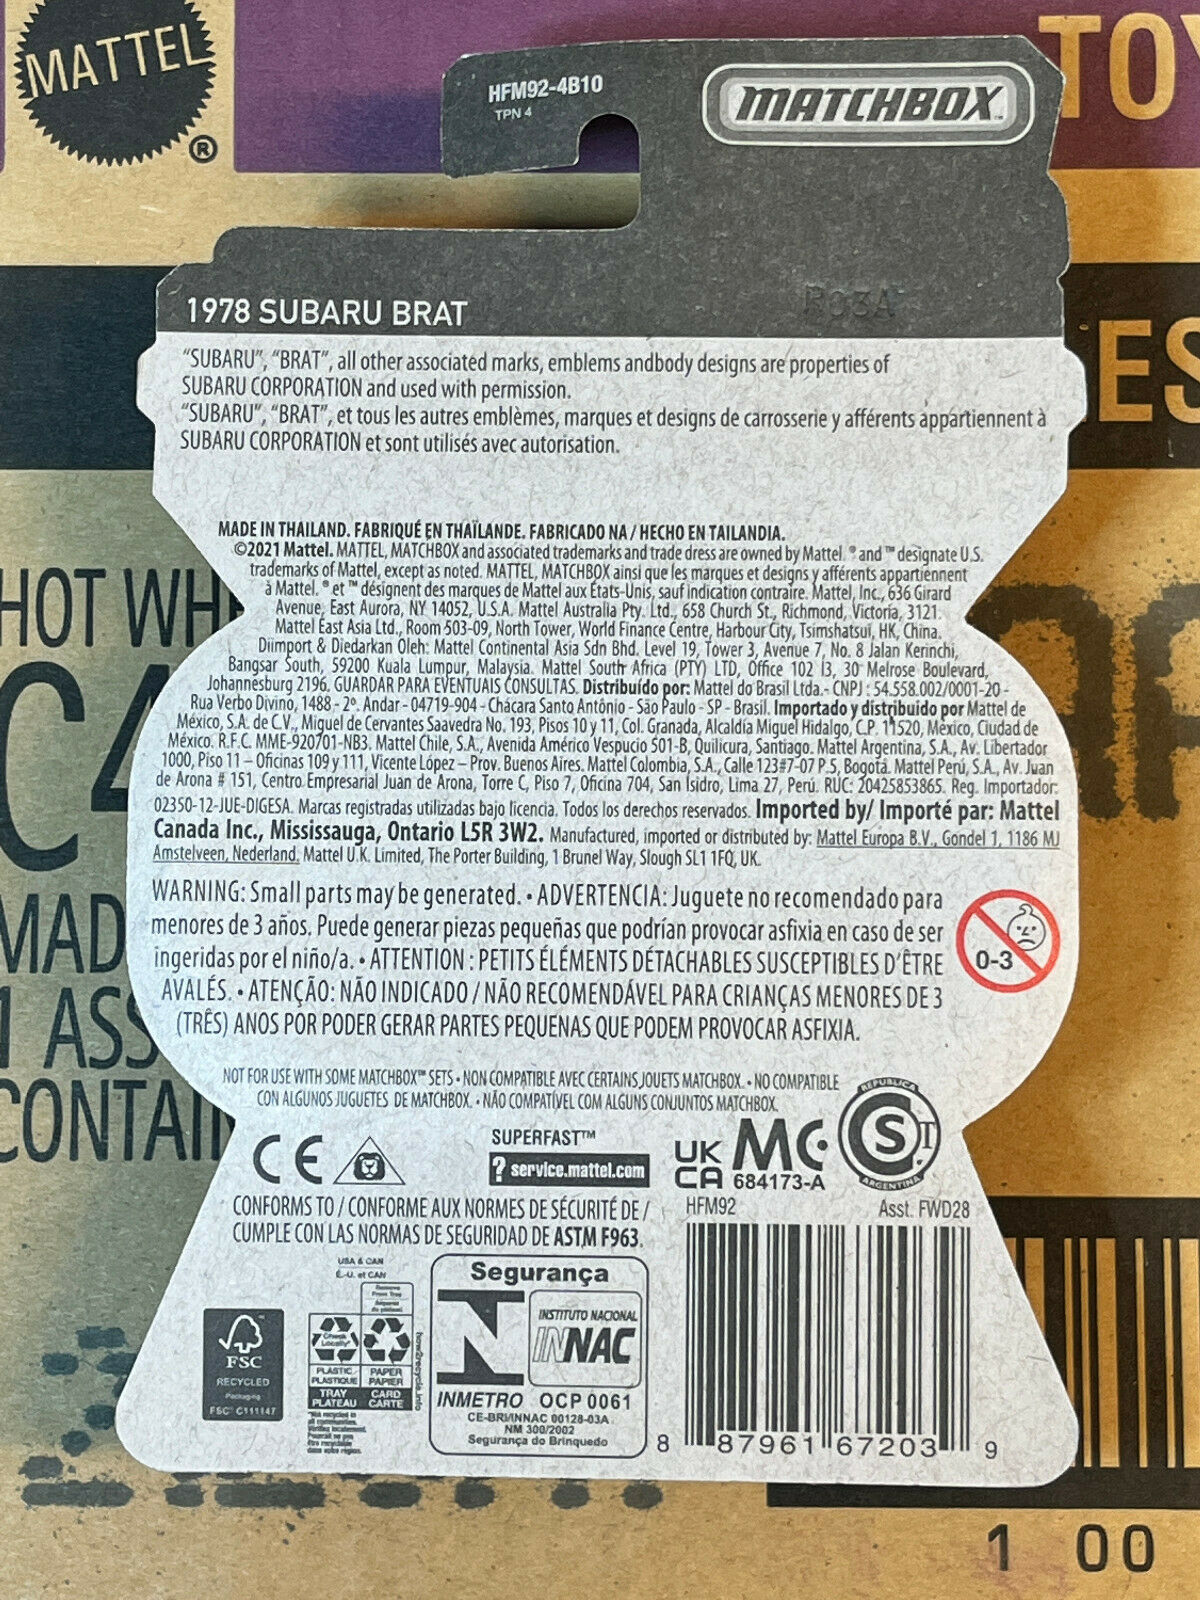 MATTEL
®
TOY
HFM92-4B10
TPN 4
MATCHBOX
R03A
1978 SUBARU BRAT
ES
"SUBARU", "BRAT", all other associated marks, emblems andbody designs are properties of
SUBARU CORPORATION and used with permission.
"SUBARU", "BRAT", et tous les autres emblèmes, marques et designs de carrosserie y afférents appartiennent à
SUBARU CORPORATION et sont utilisés avec autorisation.
MADE IN THAILAND. FABRIQUÉ EN THAÏLANDE. FABRICADO NA / HECHO EN TAILANDIA.
©2021 Mattel. MATTEL, MATCHBOX and associated trademarks and trade dress are owned by Mattel. ® and ™ designate U.S.
trademarks of Mattel, except as noted. MATTEL, MATCHBOX ainsi que les marques et designs y afférents appartiennent
à Mattel. ® et ™ désignent des marques de Mattel aux États-Unis, sauf indication contraire. Mattel, Inc., 636 Girard
Avenue, East Aurora, NY 14052, U.S.A. Mattel Australia Pty. Ltd., 658 Church St., Richmond, Victoria, 3121.
Mattel East Asia Ltd., Room 503-09, North Tower, World Finance Centre, Harbour City, Tsimshatsui, HK, China.
Diimport & Diedarkan Oleh: Mattel Continental Asia Sdn Bhd. Level 19, Tower 3, Avenue 7, No. 8 Jalan Kerinchi,
Bangsar South, 59200 Kuala Lumpur, Malaysia. Mattel South Africa (PTY) LTD, Office 102 I3, 30 Melrose Boulevard,
Johannesburg 2196. GUARDAR PARA EVENTUAIS CONSULTAS. Distribuído por: Mattel do Brasil Ltda.- CNPJ : 54.558.002/0001-20 -
Rua Verbo Divino, 1488 - 2º. Andar - 04719-904 - Chácara Santo Antônio - São Paulo - SP - Brasil. Importado y distribuido por Mattel de
México, S.A. de C.V., Miguel de Cervantes Saavedra No. 193, Pisos 10 y 11, Col. Granada, Alcaldía Miguel Hidalgo, C.P. 11520, México, Ciudad de
México. R.F.C. MME-920701-NB3. Mattel Chile, S.A., Avenida Américo Vespucio 501-B, Quilicura, Santiago. Mattel Argentina, S.A., Av. Libertador
1000, Piso 11 – Oficinas 109 y 111, Vicente López – Prov. Buenos Aires. Mattel Colombia, S.A., Calle 123#7-07 P.5, Bogotá. Mattel Perú, S.A., Av. Juan
de Arona # 151, Centro Empresarial Juan de Arona, Torre C, Piso 7, Oficina 704, San Isidro, Lima 27, Perú. RUC: 20425853865. Reg. Importador:
02350-12-JUE-DIGESA. Marcas registradas utilizadas bajo licencia. Todos los derechos reservados. Imported by/ Importé par: Mattel
Canada Inc., Mississauga, Ontario L5R 3W2. Manufactured, imported or distributed by: Mattel Europa B.V., Gondel 1, 1186 MJ
Amstelveen, Nederland. Mattel U.K. Limited, The Porter Building, 1 Brunel Way, Slough SL1 1FQ, UK.
WARNING: Small parts may be generated. • ADVERTENCIA: Juguete no recomendado para
menores de 3 años. Puede generar piezas pequeñas que podrían provocar asfixia en caso de ser
ingeridas por el niño/a. • ATTENTION : PETITS ÉLÉMENTS DÉTACHABLES SUSCEPTIBLES D'ÊTRE
AVALÉS. • ATENÇÃO: NÃO INDICADO / NÃO RECOMENDÁVEL PARA CRIANÇAS MENORES DE 3
(TRÊS) ANOS POR PODER GERAR PARTES PEQUENAS QUE PODEM PROVOCAR ASFIXIA.
0-3
NOT FOR USE WITH SOME MATCHBOX™ SETS • NON COMPATIBLE AVEC CERTAINS JOUETS MATCHBOX. • NO COMPATIBLE
CON ALGUNOS JUGUETES DE MATCHBOX. • NÃO COMPATÍVEL COM ALGUNS CONJUNTOS MATCHBOX.
CE
SUPERFAST™
? service.mattel.com
UK
CA
MC
684173-A
REPUBLICA
S
T
ARGENTINA
CONFORMS TO / CONFORME AUX NORMES DE SÉCURITÉ DE /
CUMPLE CON LAS NORMAS DE SEGURIDAD DE ASTM F963.
HFM92
Asst. FWD28
USA & CAN
É.-U. et CAN
Remove
From Tray
Check
Locally*
PLASTIC
PLASTIQUE
PAPER
PAPIER
TRAY
PLATEAU
CARD
CARTE
how2recycle.info
*Not recycled in
all communities.
FSC
RECYCLED
Packaging
FSC® C111147
Segurança
INSTITUTO NACIONAL
INNAC
INMETRO
OCP 0061
CE-BRI/INNAC 00128-03A
NM 300/2002
Segurança do Brinquedo
8 87961 67203 9
HOT WH
C4
MAD
1 ASS
CONTAI
1 00